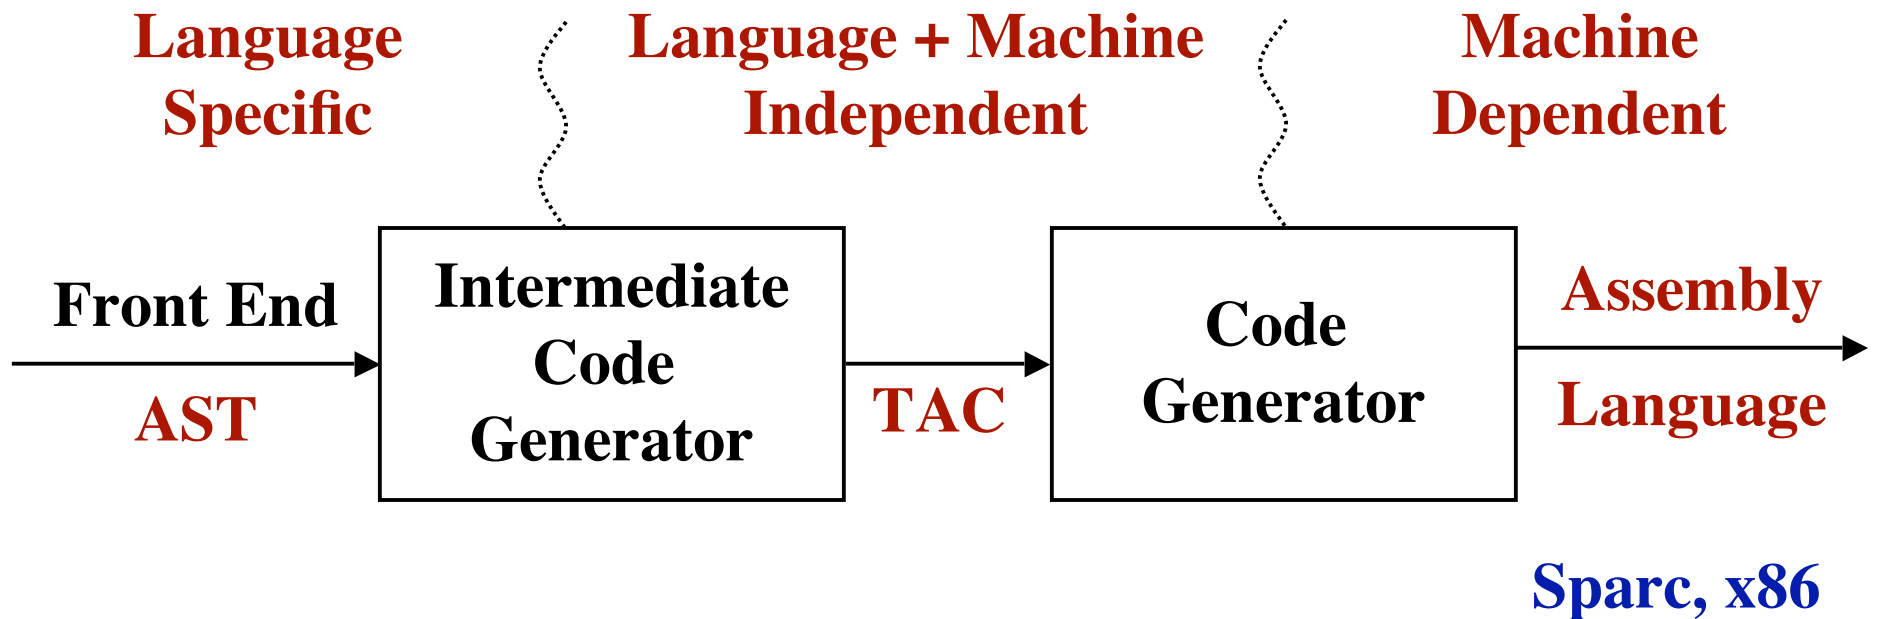 Language
Specific
Language + Machine
Independent
Machine
Dependent
Front End
AST
Intermediate
Code
Generator
TAC
Code
Generator
Assembly
Language
Sparc, x86